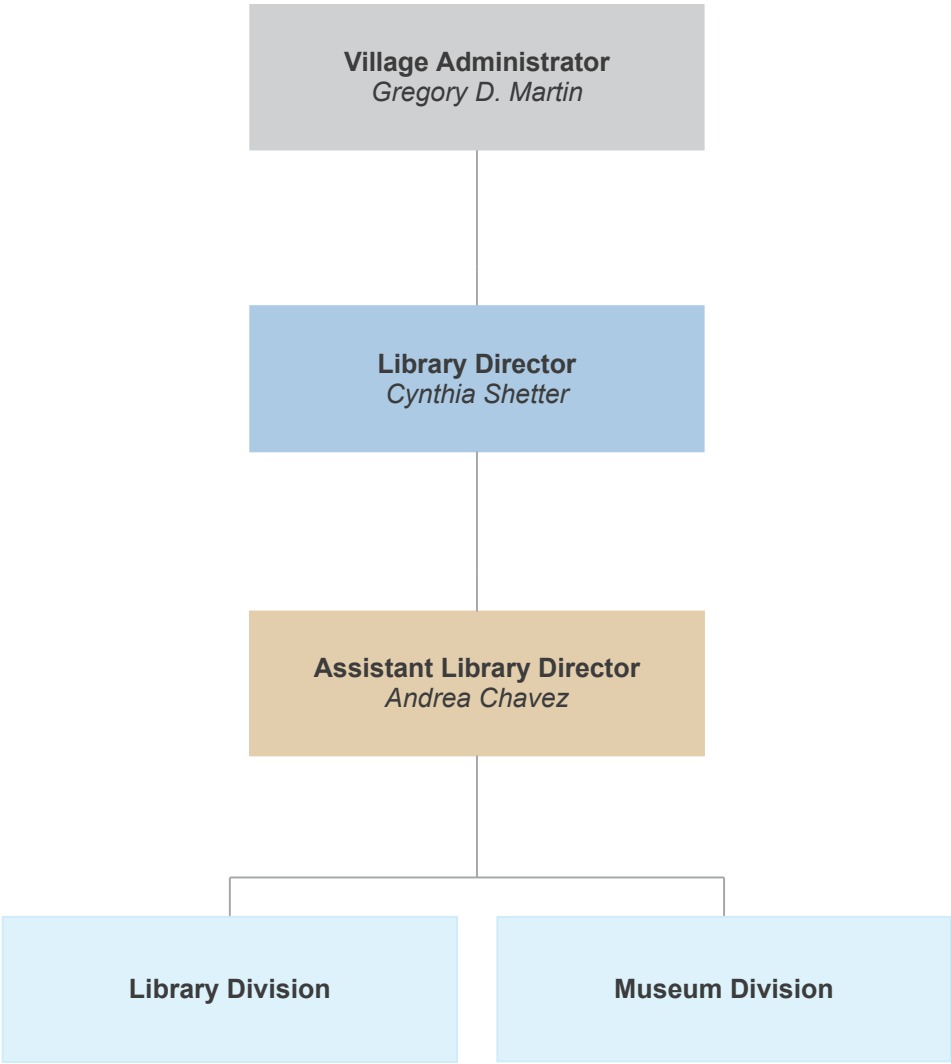 Village Administrator
Gregory D. Martin
Library Director
Cynthia Shetter
Assistant Library Director
Andrea Chavez
Library Division
Museum Division